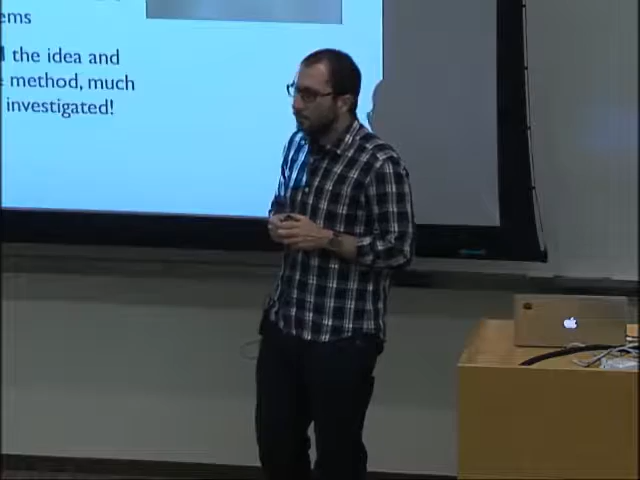 ems
the idea and
method, much
investigated!